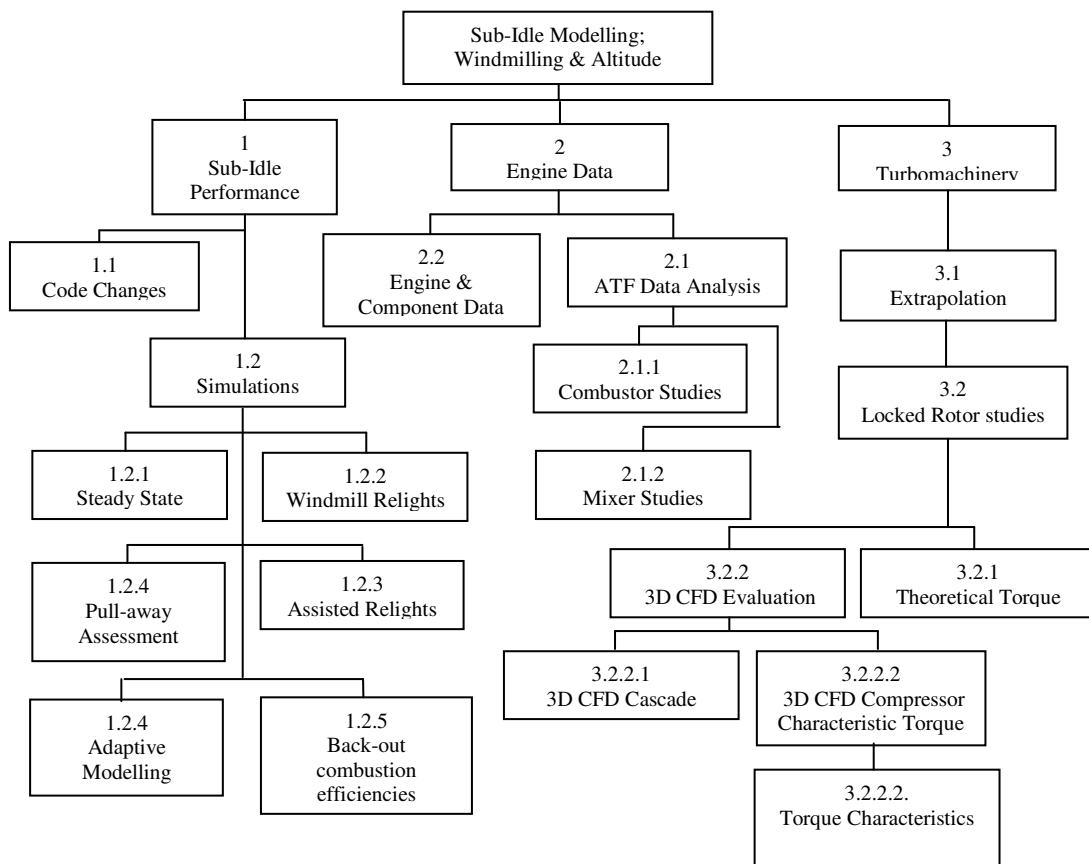 Sub-Idle Modelling;
Windmilling & Altitude
1
Sub-Idle
Performance
2
Engine Data
3
Turbomachinery
1.1
Code Changes
2.2
Engine &
Component Data
2.1
ATF Data Analysis
3.1
Extrapolation
1.2
Simulations
2.1.1
Combustor Studies
3.2
Locked Rotor studies
1.2.1
Steady State
1.2.2
Windmill Relights
2.1.2
Mixer Studies
1.2.4
Pull-away
Assessment
1.2.3
Assisted Relights
3.2.2
3D CFD Evaluation
3.2.1
Theoretical Torque
3.2.2.1
3D CFD Cascade
3.2.2.2
3D CFD Compressor
Characteristic Torque
1.2.4
Adaptive
Modelling
1.2.5
Back-out
combustion
efficiencies
3.2.2.2.
Torque Characteristics